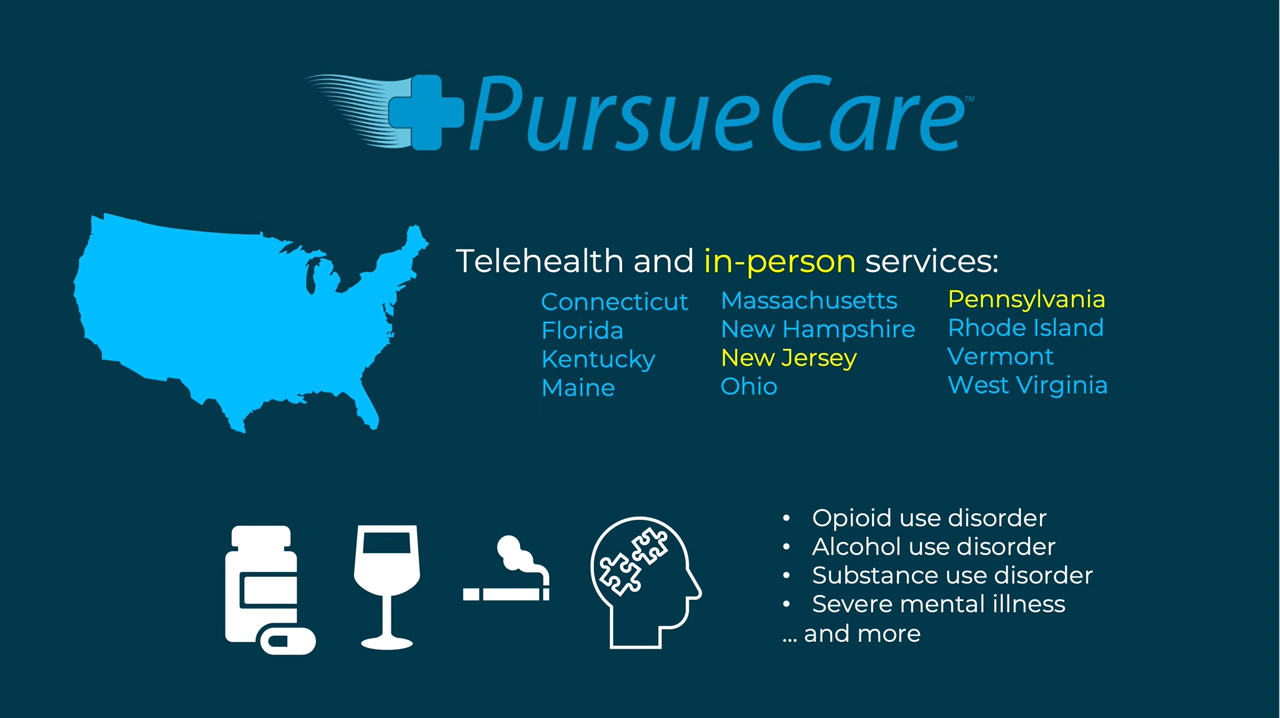 PursueCare™
Telehealth and in-person services:
Connecticut
Florida
Kentucky
Maine
Massachusetts
New Hampshire
New Jersey
Ohio
Pennsylvania
Rhode Island
Vermont
West Virginia
• Opioid use disorder
• Alcohol use disorder
• Substance use disorder
• Severe mental illness
... and more